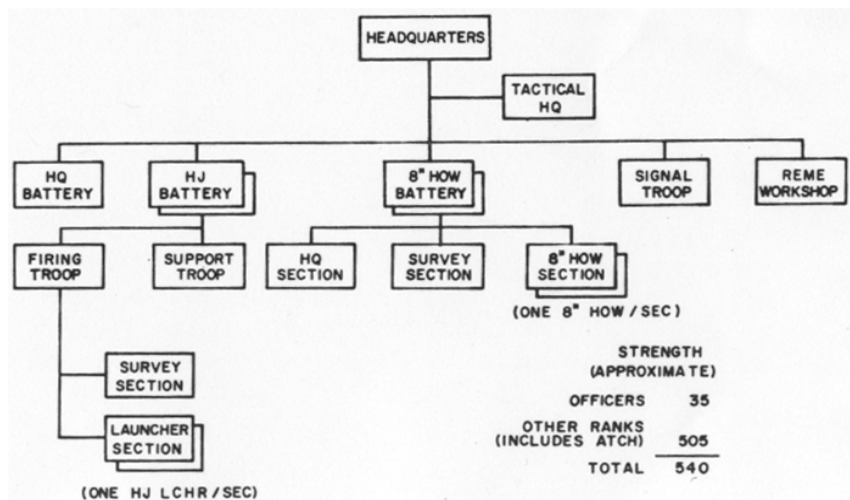 HEADQUARTERS
TACTICAL
HQ
HQ
BATTERY
HJ
BATTERY
8" HOW
BATTERY
SIGNAL
TROOP
REME
WORKSHOP
FIRING
TROOP
SUPPORT
TROOP
HQ
SECTION
SURVEY
SECTION
8" HOW
SECTION
(ONE 8" HOW/SEC)
SURVEY
SECTION
LAUNCHER
SECTION
(ONE HJ LCHR/SEC)
STRENGTH
(APPROXIMATE)
OFFICERS 35
OTHER RANKS
(INCLUDES ATCH) 505
TOTAL 540